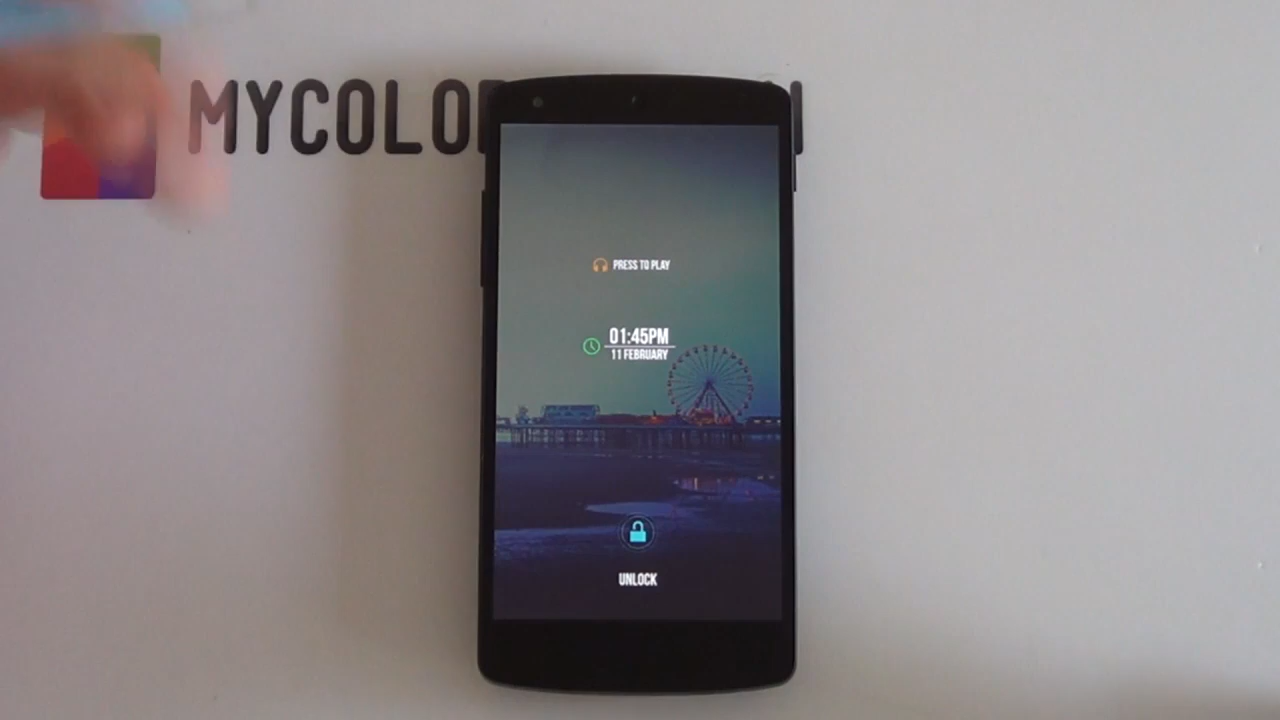 MYCOLO
PRESS TO PLAY
01:45PM
11 FEBRUARY
UNLOCK